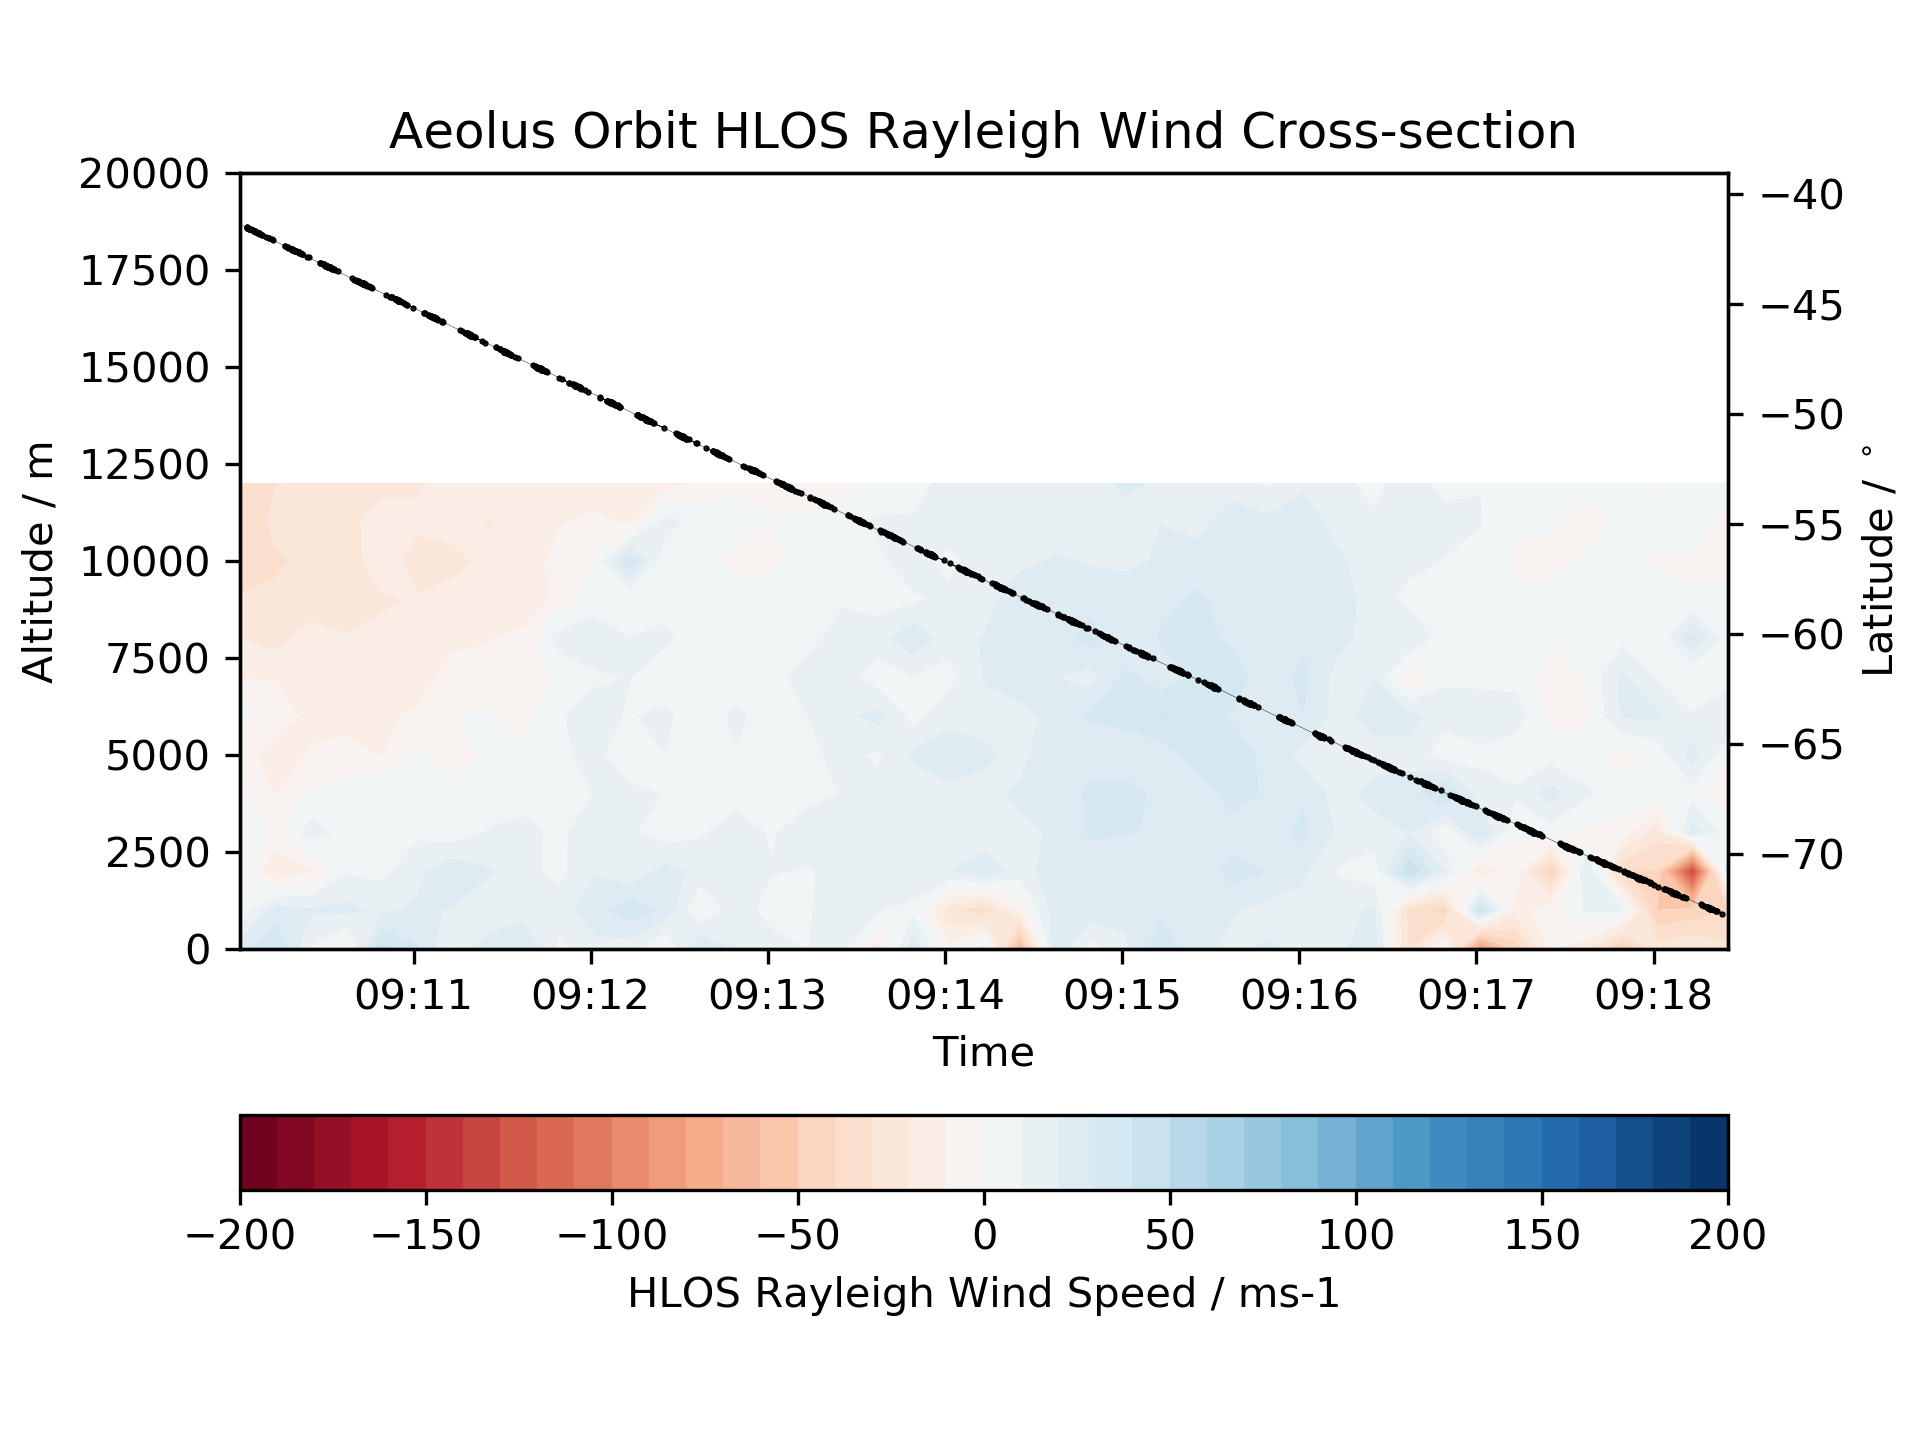 Aeolus Orbit HLOS Rayleigh Wind Cross-section
20000
17500
15000
12500
10000
7500
5000
2500
0
Altitude / m
−40
−45
−50
−55
−60
−65
−70
Latitude / °
09:11 09:12 09:13 09:14 09:15 09:16 09:17 09:18
Time
−200 −150 −100 −50 0 50 100 150 200
HLOS Rayleigh Wind Speed / ms-1